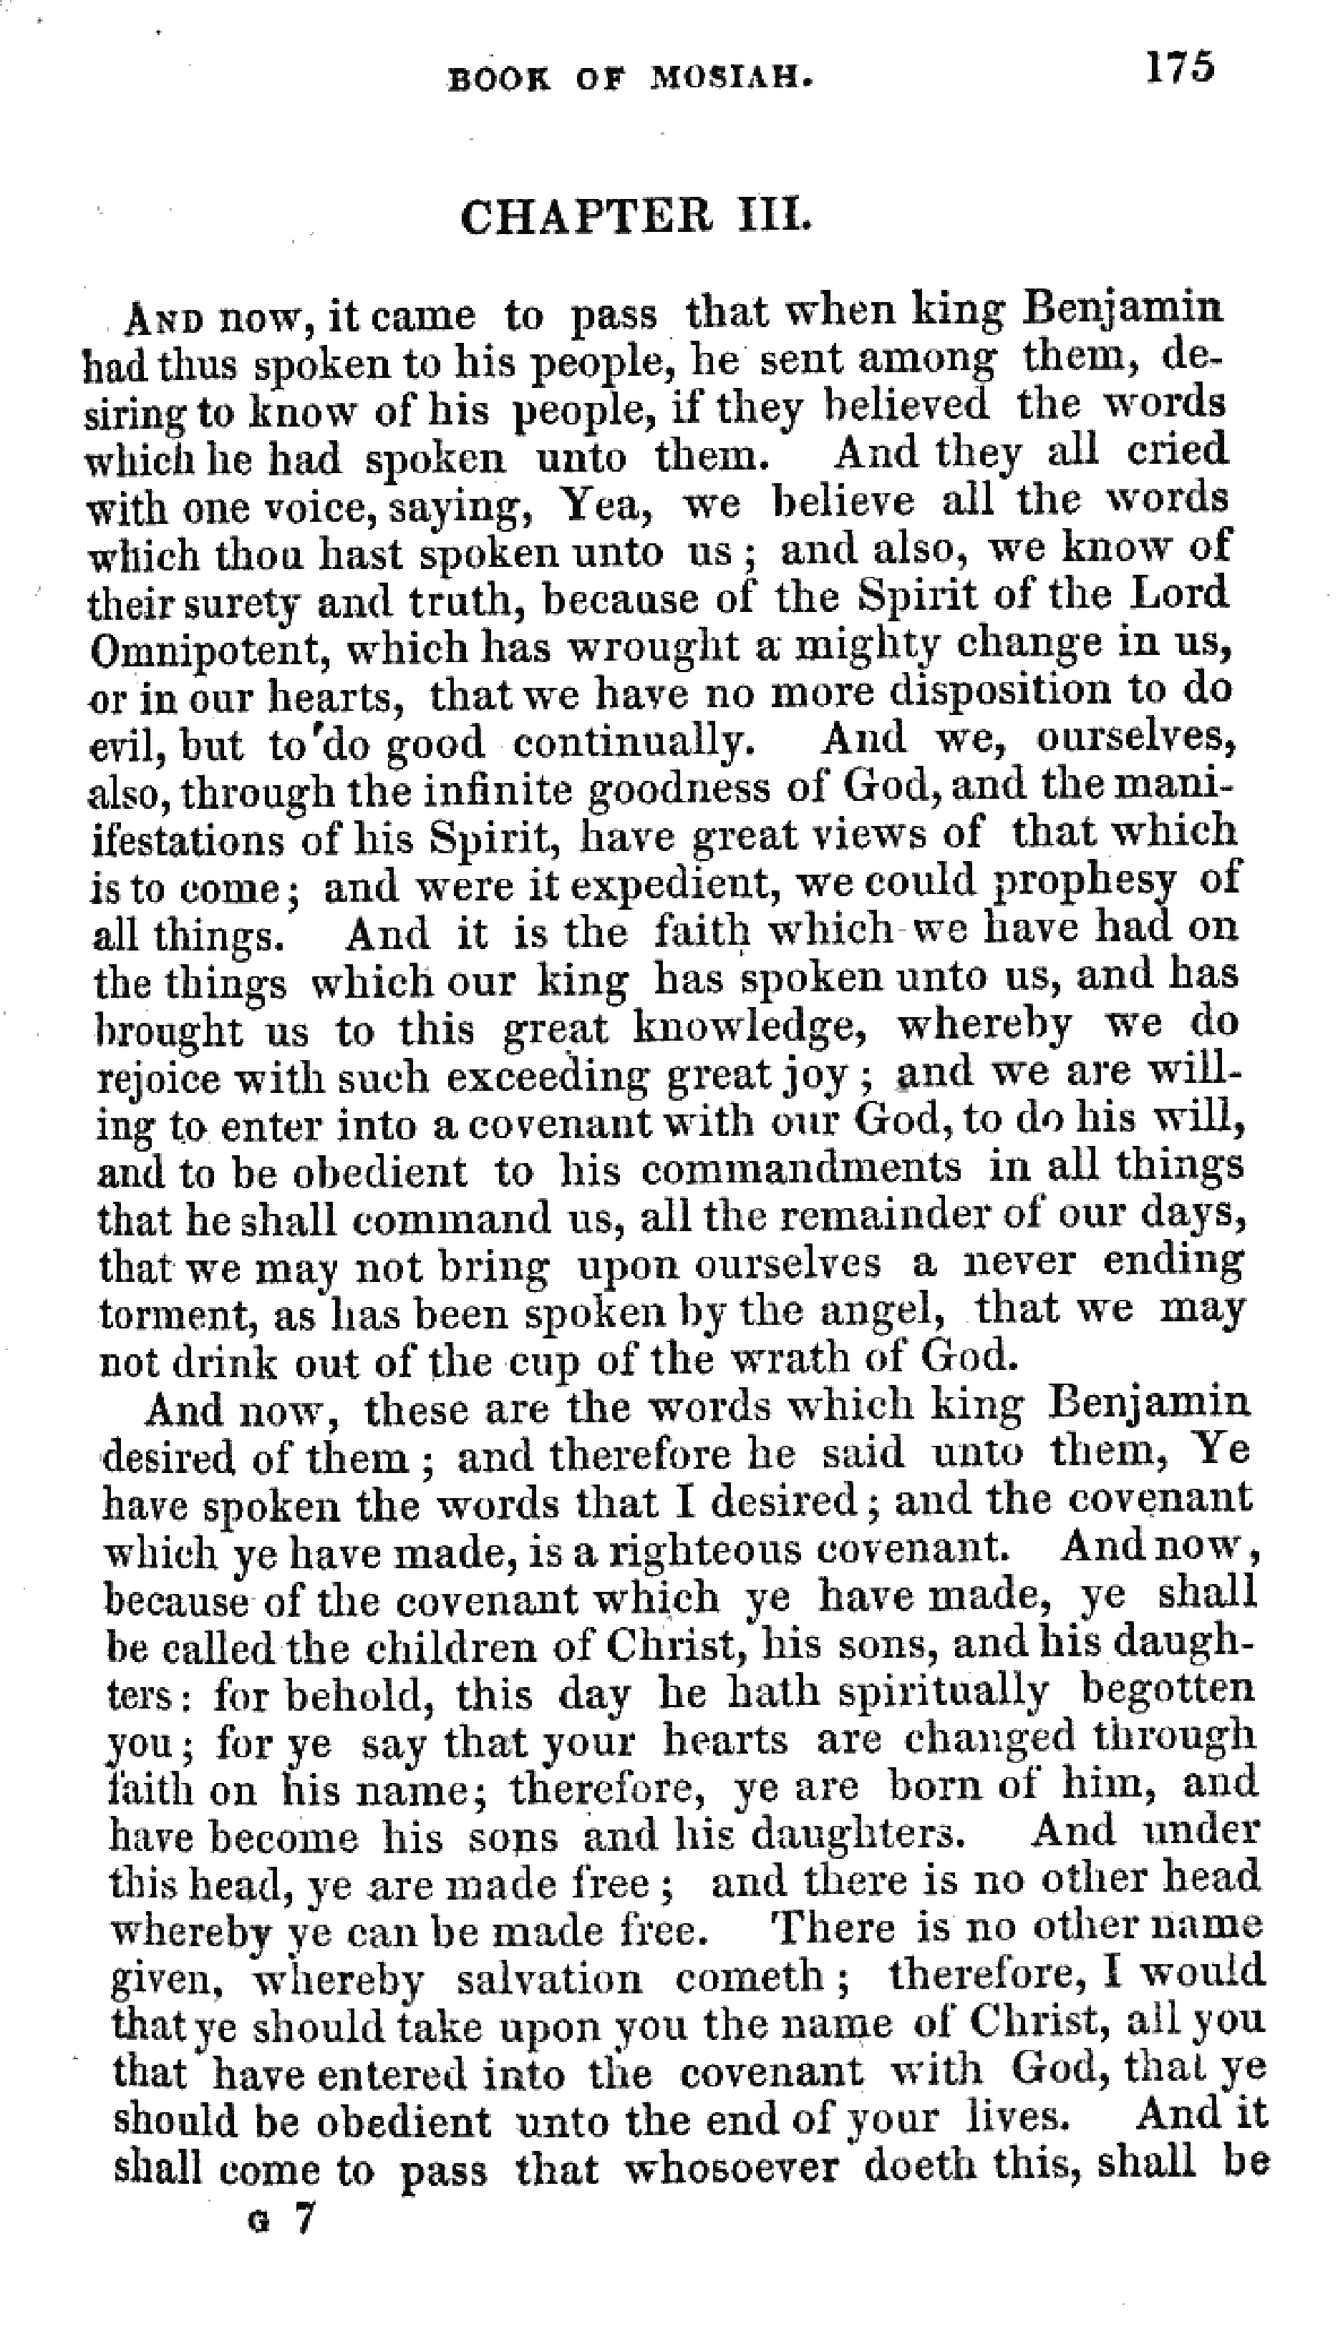 BOOK OF MOSIAH. 175
CHAPTER III.
AND now, it came to pass that when king Benjamin
had thus spoken to his people, he sent among them, de-
siring to know of his people, if they believed the words
which he had spoken unto them. And they all cried
with one voice, saying, Yea, we believe all the words
which thou hast spoken unto us; and also, we know of
their surety and truth, because of the Spirit of the Lord
Omnipotent, which has wrought a mighty change in us,
or in our hearts, that we have no more disposition to do
evil, but to do good continually. And we, ourselves,
also, through the infinite goodness of God, and the mani-
ifestations of his Spirit, have great views of that which
is to come; and were it expedient, we could prophesy of
all things. And it is the faith which we have had on
the things which our king has spoken unto us, and has
brought us to this great knowledge, whereby we do
rejoice with such exceeding great joy; and we are will-
ing to enter into a covenant with our God, to do his will,
and to be obedient to his commandments in all things
that he shall command us, all the remainder of our days,
that we may not bring upon ourselves a never ending
torment, as has been spoken by the angel, that we may
not drink out of the cup of the wrath of God.
And now, these are the words which king Benjamin
desired of them; and therefore he said unto them, Ye
have spoken the words that I desired; and the covenant
which ye have made, is a righteous covenant. And now,
because of the covenant which ye have made, ye shall
be called the children of Christ, his sons, and his daugh-
ters: for behold, this day he hath spiritually begotten
you; for ye say that your hearts are changed through
faith on his name; therefore, ye are born of him, and
have become his sons and his daughters. And under
this head, ye are made free; and there is no other head
whereby ye can be made free. There is no other name
given, whereby salvation cometh; therefore, I would
that ye should take upon you the name of Christ, all you
that have entered into the covenant with God, that ye
should be obedient unto the end of your lives. And it
shall come to pass that whosoever doeth this, shall be
G 7